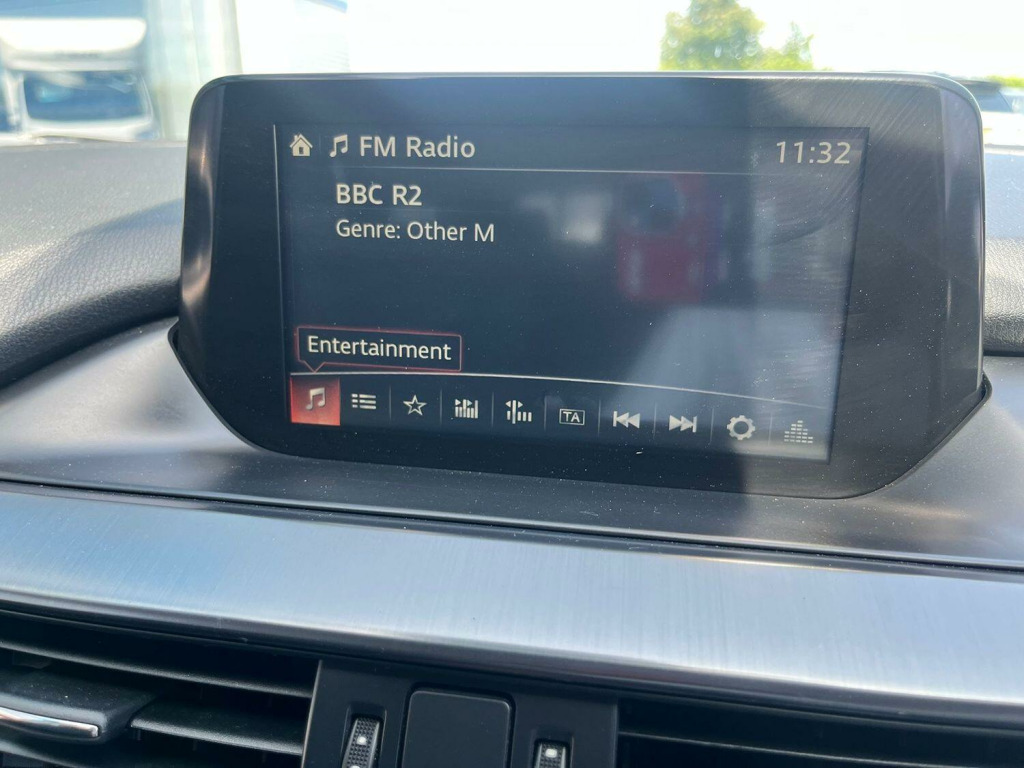 FM Radio
11:32
BBC R2
Genre: Other M
Entertainment
TA